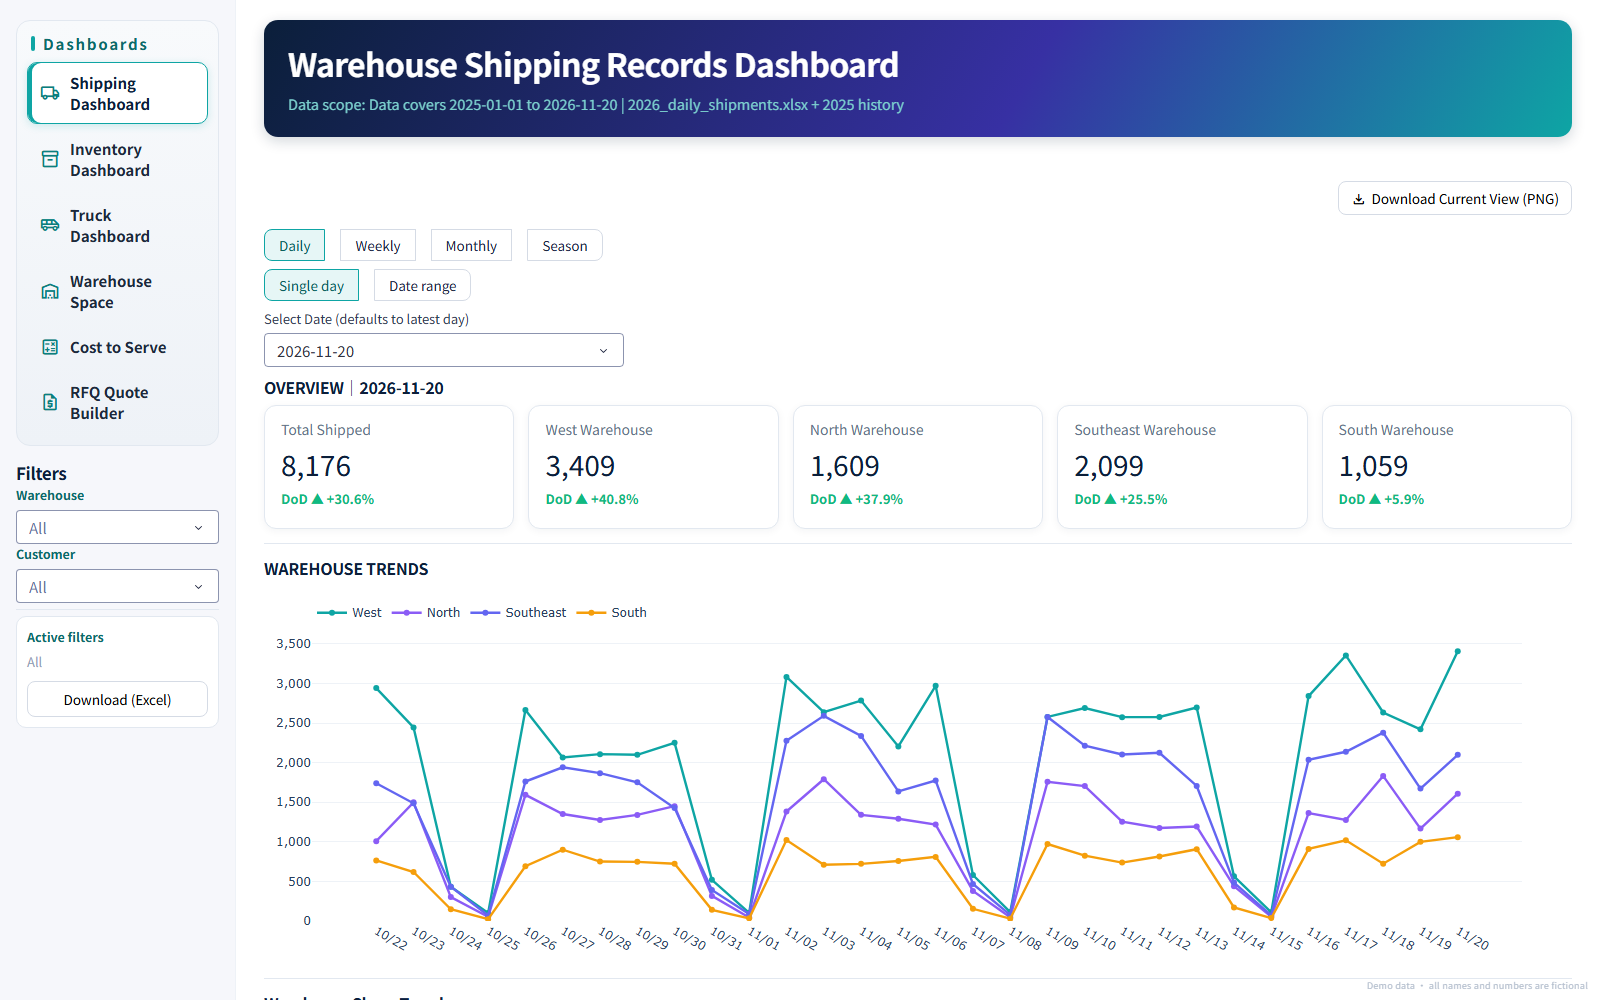 Dashboards
Shipping
Dashboard
Inventory
Dashboard
Truck
Dashboard
Warehouse
Space
Cost to Serve
RFQ Quote
Builder
Filters
Warehouse
All
Customer
All
Active filters
All
Download (Excel)
Warehouse Shipping Records Dashboard
Data scope: Data covers 2025-01-01 to 2026-11-20 | 2026_daily_shipments.xlsx + 2025 history
Download Current View (PNG)
Daily Weekly Monthly Season
Single day Date range
Select Date (defaults to latest day)
2026-11-20
OVERVIEW | 2026-11-20
Total Shipped
8,176
DoD ▲ +30.6%
West Warehouse
3,409
DoD ▲ +40.8%
North Warehouse
1,609
DoD ▲ +37.9%
Southeast Warehouse
2,099
DoD ▲ +25.5%
South Warehouse
1,059
DoD ▲ +5.9%
WAREHOUSE TRENDS
West North Southeast South
3,500
3,000
2,500
2,000
1,500
1,000
500
0
10/22 10/23 10/24 10/25 10/26 10/27 10/28 10/29 10/30 10/31 11/01 11/02 11/03 11/04 11/05 11/06 11/07 11/08 11/09 11/10 11/11 11/12 11/13 11/14 11/15 11/16 11/17 11/18 11/19 11/20
Demo data • all names and numbers are fictional